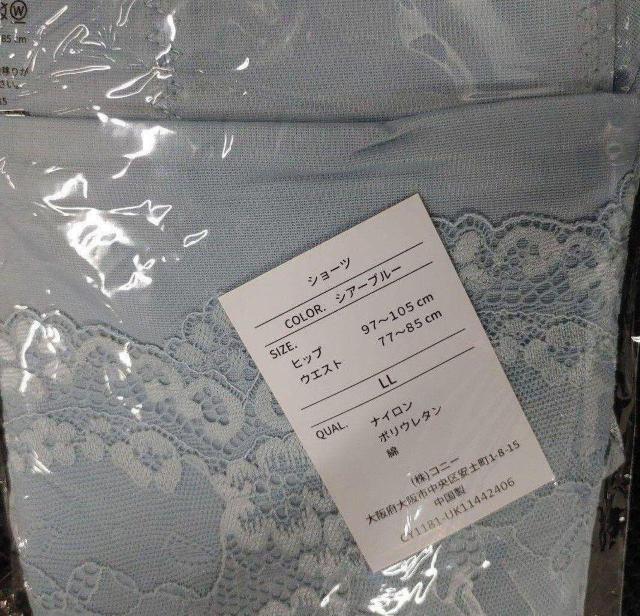 W
85 cm
ショーツ
COLOR. シアーブルー
SIZE.
ヒップ 97〜105 cm
ウエスト 77〜85 cm
LL
QUAL. ナイロン
ポリウレタン
綿
(株)コニー
大阪府大阪市中央区安土町1-8-15
中国製
CY1181-UK11442406